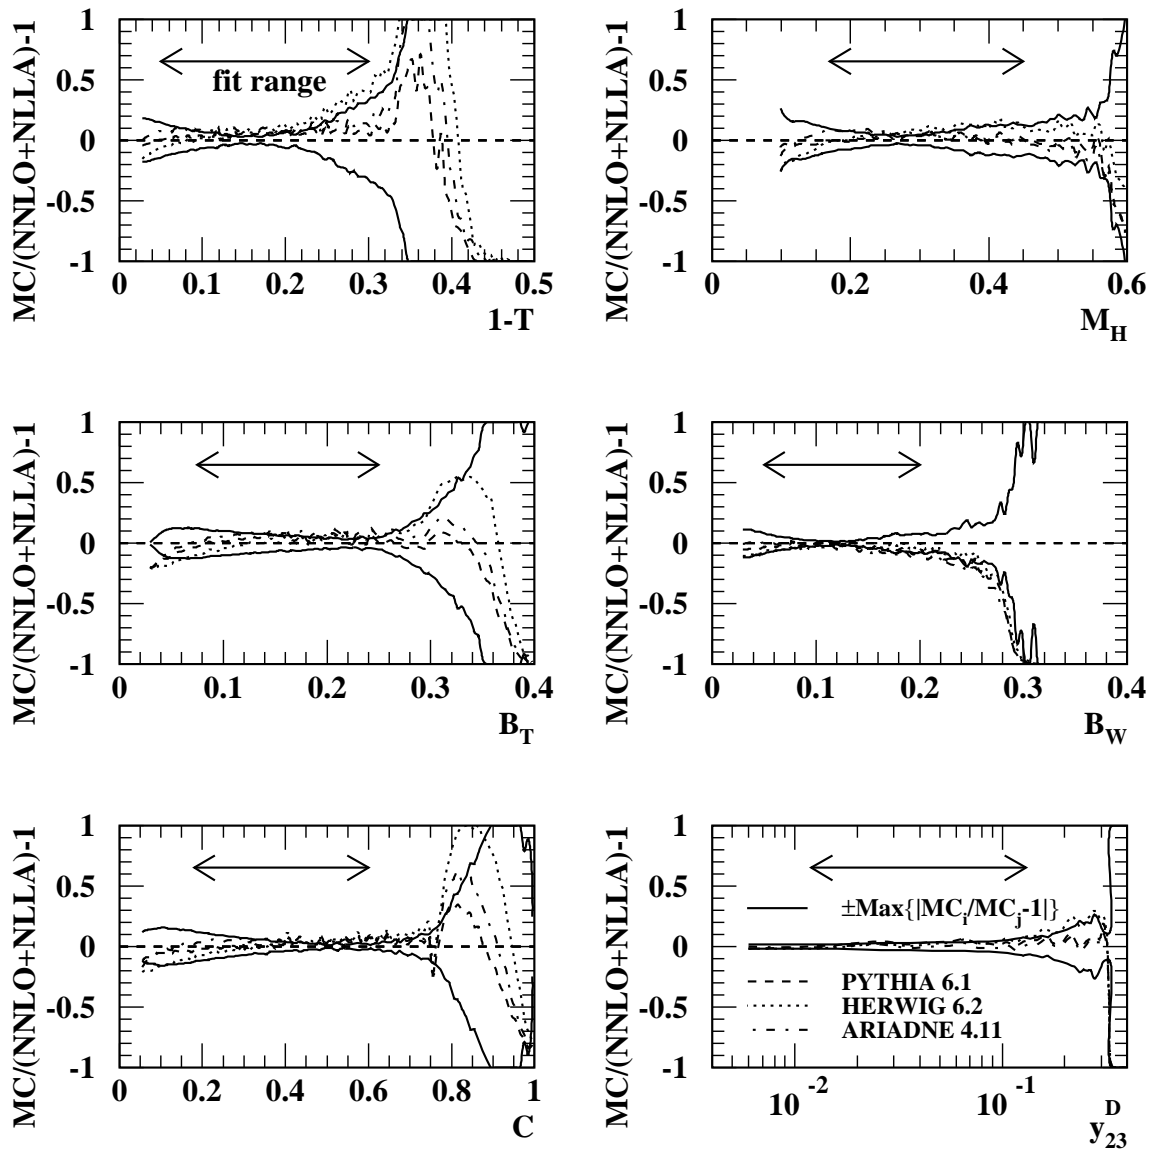 MC/(NNLO+NLLA)-1
1
0.5
0
-0.5
-1
fit range
0 0.1 0.2 0.3 0.4 0.5
1-T
MC/(NNLO+NLLA)-1
1
0.5
0
-0.5
-1
0 0.2 0.4 0.6
M_H
MC/(NNLO+NLLA)-1
1
0.5
0
-0.5
-1
0 0.1 0.2 0.3 0.4
B_T
MC/(NNLO+NLLA)-1
1
0.5
0
-0.5
-1
0 0.1 0.2 0.3 0.4
B_W
MC/(NNLO+NLLA)-1
1
0.5
0
-0.5
-1
0 0.2 0.4 0.6 0.8 1
C
MC/(NNLO+NLLA)-1
1
0.5
0
-0.5
-1
±Max{|MC_i/MC_j-1|}
PYTHIA 6.1
HERWIG 6.2
ARIADNE 4.11
10^-2 10^-1
y_23^D